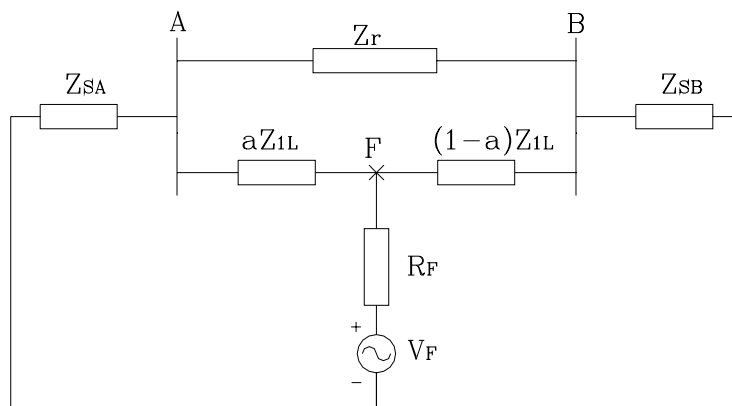 A
Zr
B
ZSA
ZSB
aZ1L
F
(1-a)Z1L
RF
+
VF
-